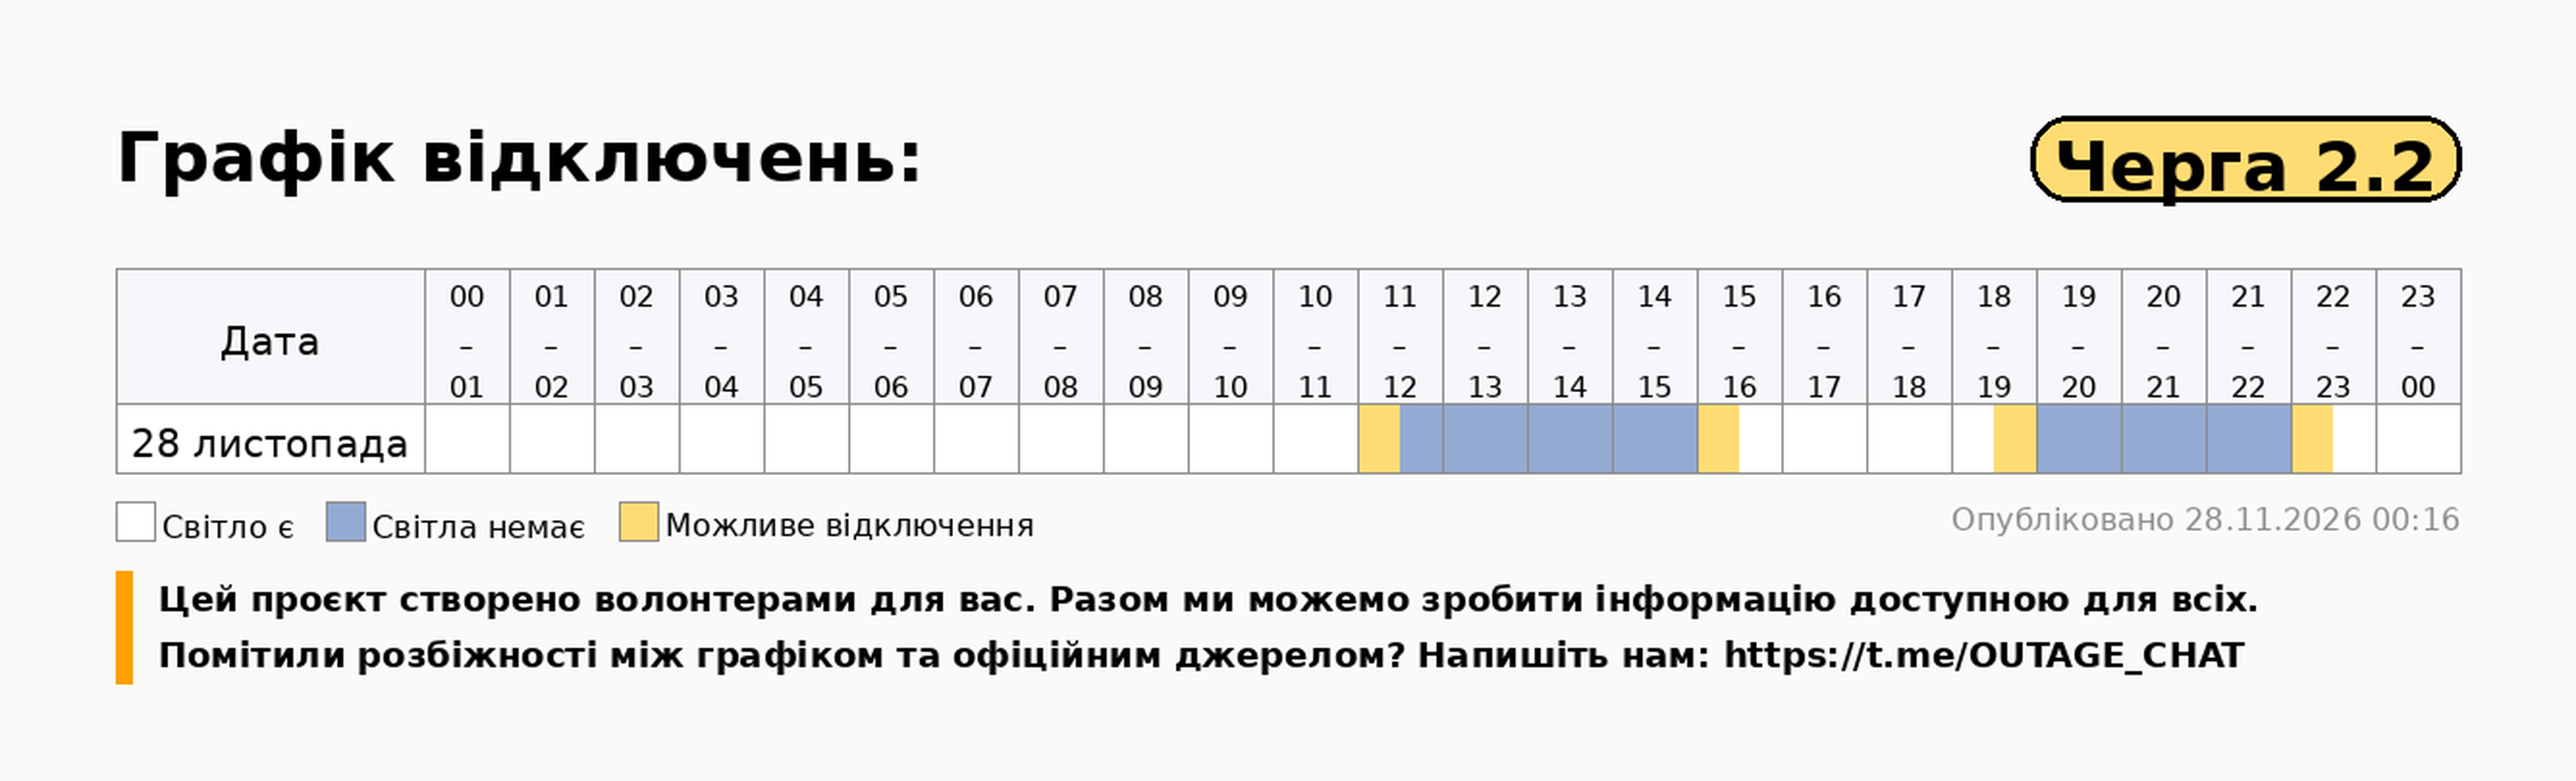 Графік відключень:
Черга 2.2
Дата 00 – 01 01 – 02 02 – 03 03 – 04 04 – 05 05 – 06 06 – 07 07 – 08 08 – 09 09 – 10 10 – 11 11 – 12 12 – 13 13 – 14 14 – 15 15 – 16 16 – 17 17 – 18 18 – 19 19 – 20 20 – 21 21 – 22 22 – 23 23 – 00
28 листопада
Світло є Світла немає Можливе відключення
Опубліковано 28.11.2026 00:16
Цей проєкт створено волонтерами для вас. Разом ми можемо зробити інформацію доступною для всіх.
Помітили розбіжності між графіком та офіційним джерелом? Напишіть нам: https://t.me/OUTAGE_CHAT